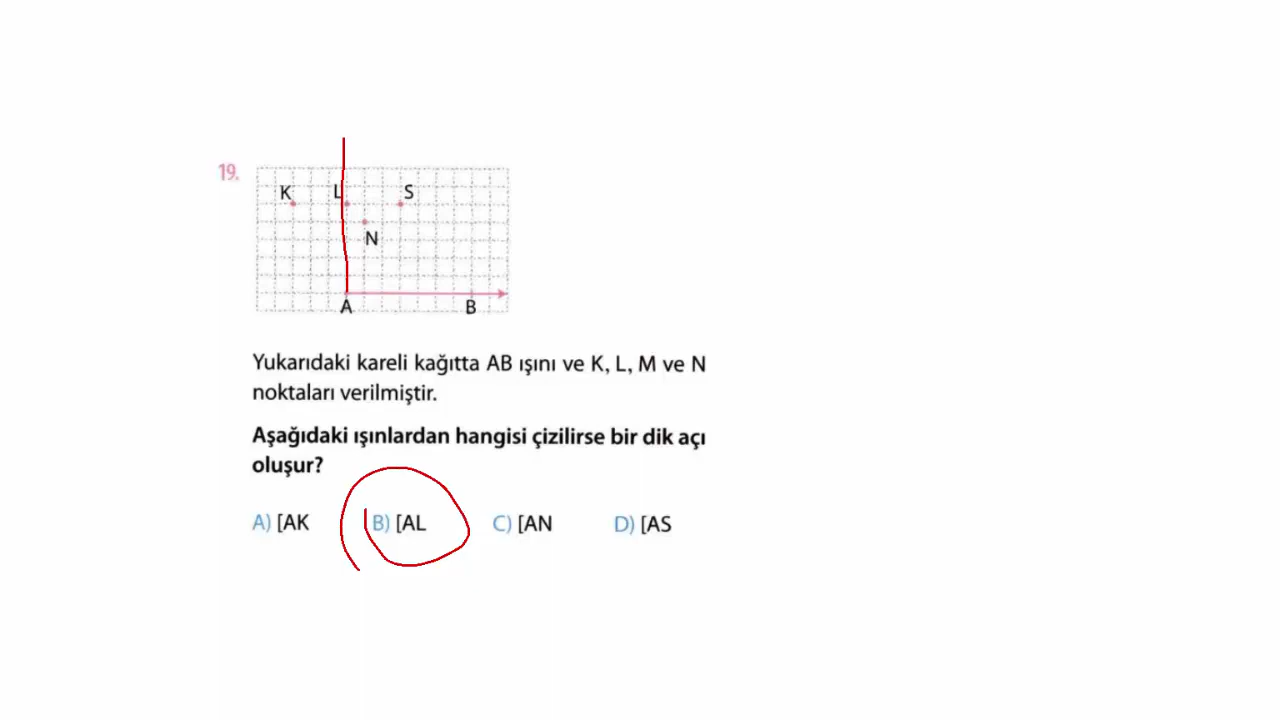 19.
K L S
N
A B
Yukarıdaki kareli kağıtta AB ışını ve K, L, M ve N
noktaları verilmiştir.
Aşağıdaki ışınlardan hangisi çizilirse bir dik açı
oluşur?
A) [AK B) [AL C) [AN D) [AS